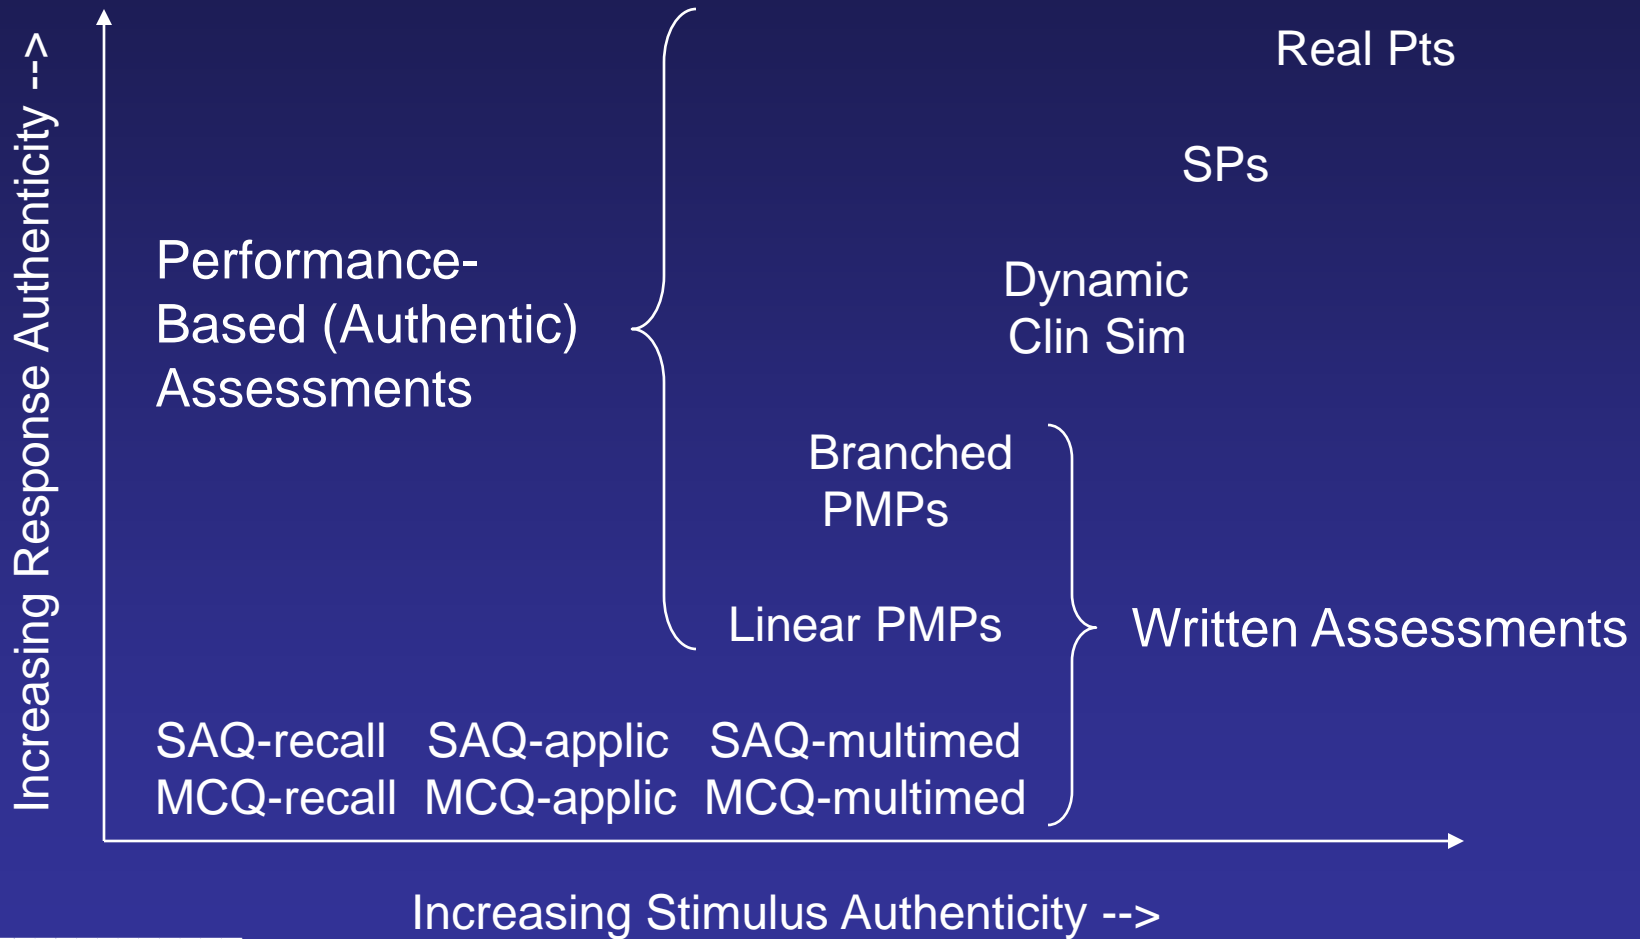 Increasing Response Authenticity -->
Real Pts
SPs
Performance-
Based (Authentic)
Assessments
Dynamic
Clin Sim
Branched
PMPs
Linear PMPs
Written Assessments
SAQ-recall SAQ-applic SAQ-multimed
MCQ-recall MCQ-applic MCQ-multimed
Increasing Stimulus Authenticity -->